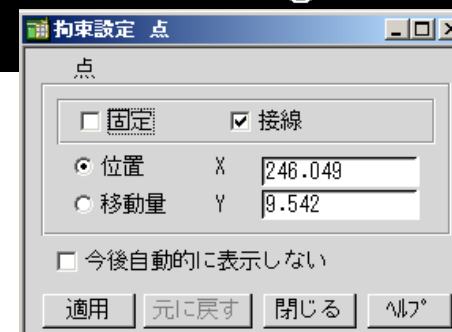 拘束設定 点
点
固定 接線
位置 X 246.049
移動量 Y 9.542
今後自動的に表示しない
適用 元に戻す 閉じる ﾍﾙﾌﾟ